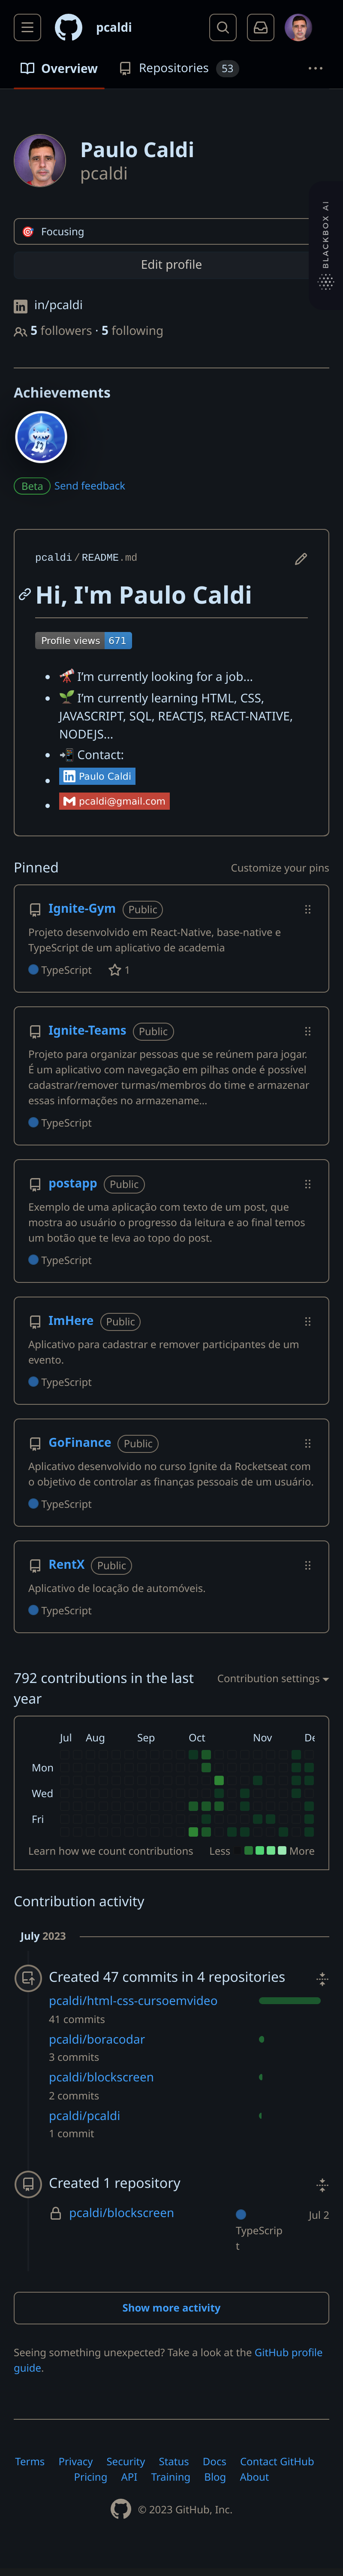 pcaldi
Overview
Repositories 53
Paulo Caldi
pcaldi
BLACKBOX AI
🎯 Focusing
Edit profile
in/pcaldi
5 followers · 5 following
Achievements
Beta Send feedback
pcaldi/README.md
Hi, I'm Paulo Caldi
Profile views 671
• 🔭 I’m currently looking for a job...
• 🌱 I’m currently learning HTML, CSS,
JAVASCRIPT, SQL, REACTJS, REACT-NATIVE,
NODEJS...
• 📲 Contact:
• Paulo Caldi
• pcaldi@gmail.com
Pinned
Customize your pins
Ignite-Gym Public
Projeto desenvolvido em React-Native, base-native e
TypeScript de um aplicativo de academia
TypeScript 1
Ignite-Teams Public
Projeto para organizar pessoas que se reúnem para jogar.
É um aplicativo com navegação em pilhas onde é possível
cadastrar/remover turmas/membros do time e armazenar
essas informações no armazename...
TypeScript
postapp Public
Exemplo de uma aplicação com texto de um post, que
mostra ao usuário o progresso da leitura e ao final temos
um botão que te leva ao topo do post.
TypeScript
ImHere Public
Aplicativo para cadastrar e remover participantes de um
evento.
TypeScript
GoFinance Public
Aplicativo desenvolvido no curso Ignite da Rocketseat com
o objetivo de controlar as finanças pessoais de um usuário.
TypeScript
RentX Public
Aplicativo de locação de automóveis.
TypeScript
792 contributions in the last
year
Contribution settings
Jul Aug Sep Oct Nov De
Mon
Wed
Fri
Learn how we count contributions Less More
Contribution activity
July 2023
Created 47 commits in 4 repositories
pcaldi/html-css-cursoemvideo
41 commits
pcaldi/boracodar
3 commits
pcaldi/blockscreen
2 commits
pcaldi/pcaldi
1 commit
Created 1 repository
pcaldi/blockscreen
TypeScrip
t
Jul 2
Show more activity
Seeing something unexpected? Take a look at the GitHub profile
guide.
Terms Privacy Security Status Docs Contact GitHub
Pricing API Training Blog About
© 2023 GitHub, Inc.